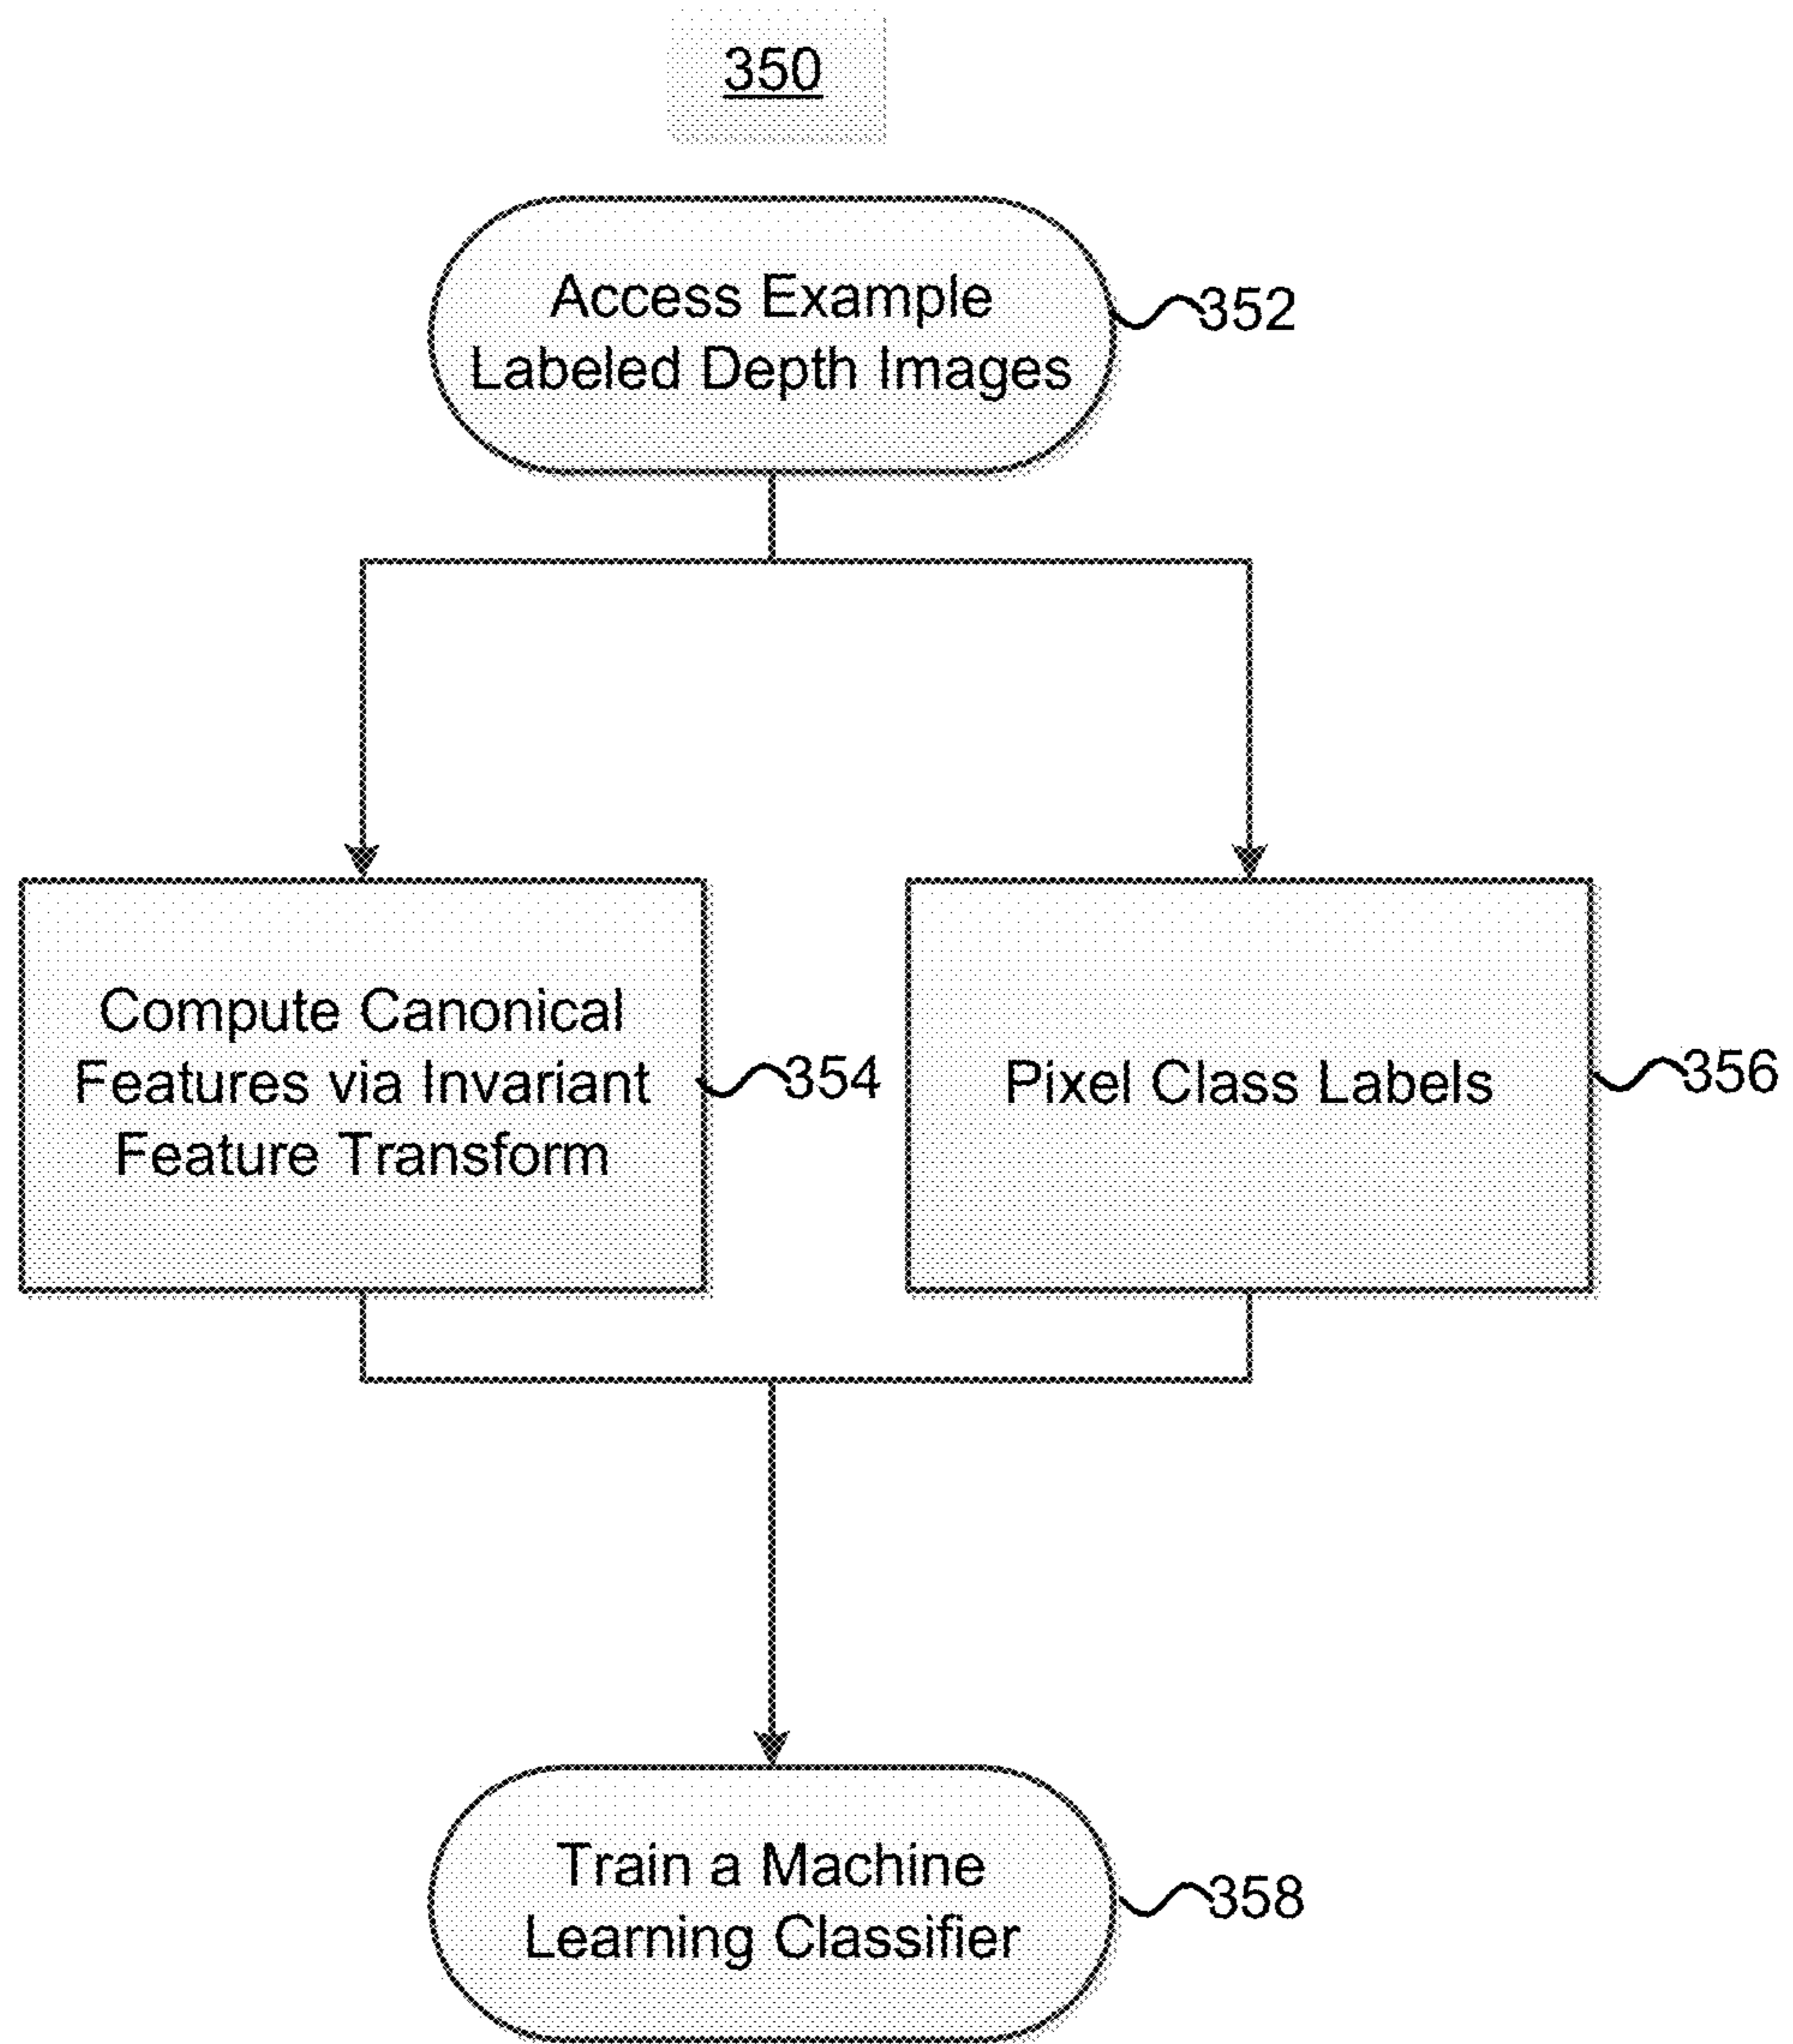 350
Access Example
Labeled Depth Images
352
Compute Canonical
Features via Invariant
Feature Transform
354
Pixel Class Labels
356
Train a Machine
Learning Classifier
358